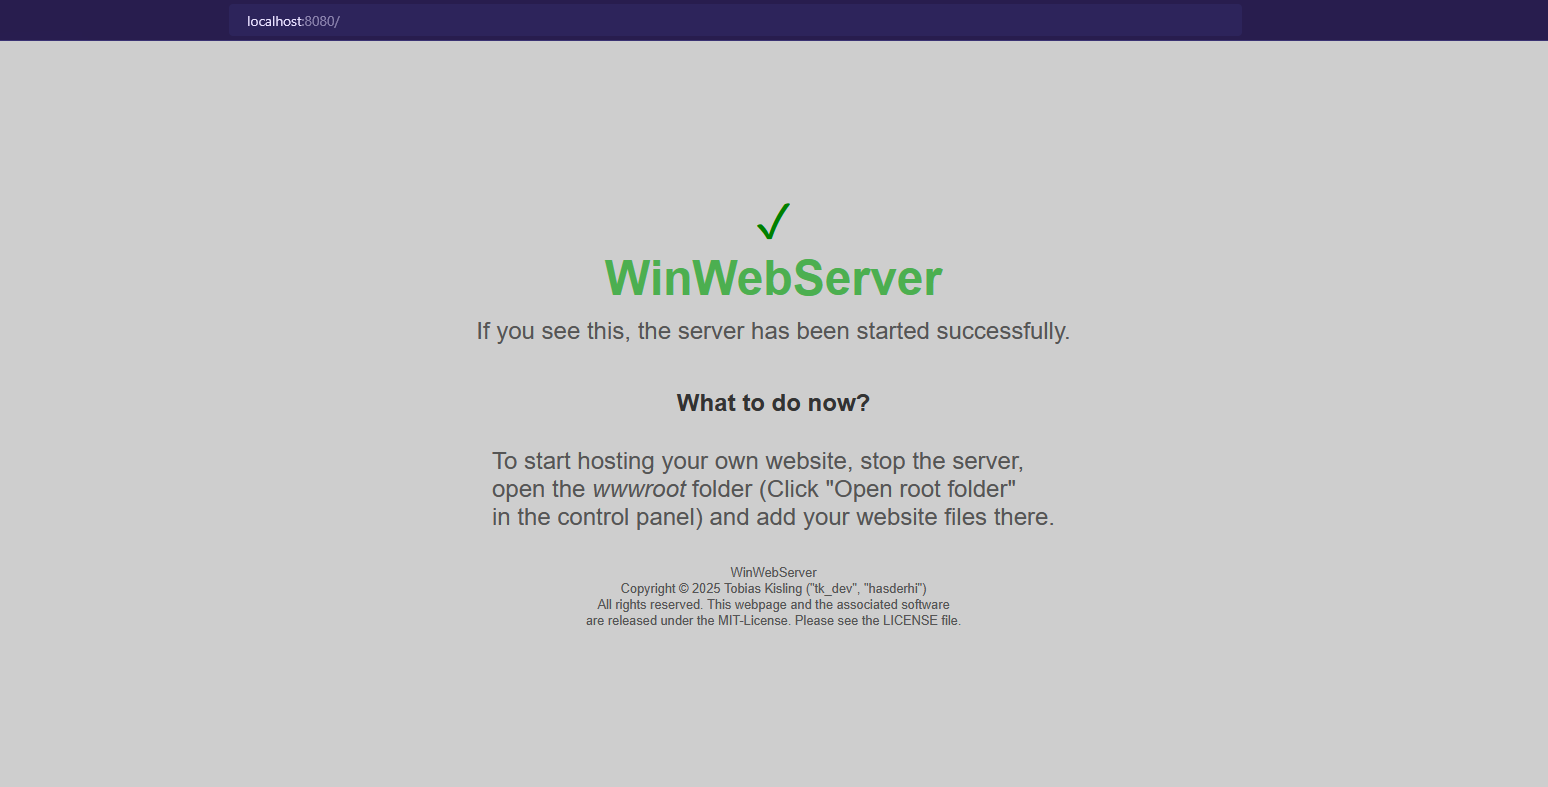 localhost:8080/
✓
WinWebServer
If you see this, the server has been started successfully.
What to do now?
To start hosting your own website, stop the server,
open the wwwroot folder (Click "Open root folder"
in the control panel) and add your website files there.
WinWebServer
Copyright © 2025 Tobias Kisling ("tk_dev", "hasderhi")
All rights reserved. This webpage and the associated software
are released under the MIT-License. Please see the LICENSE file.